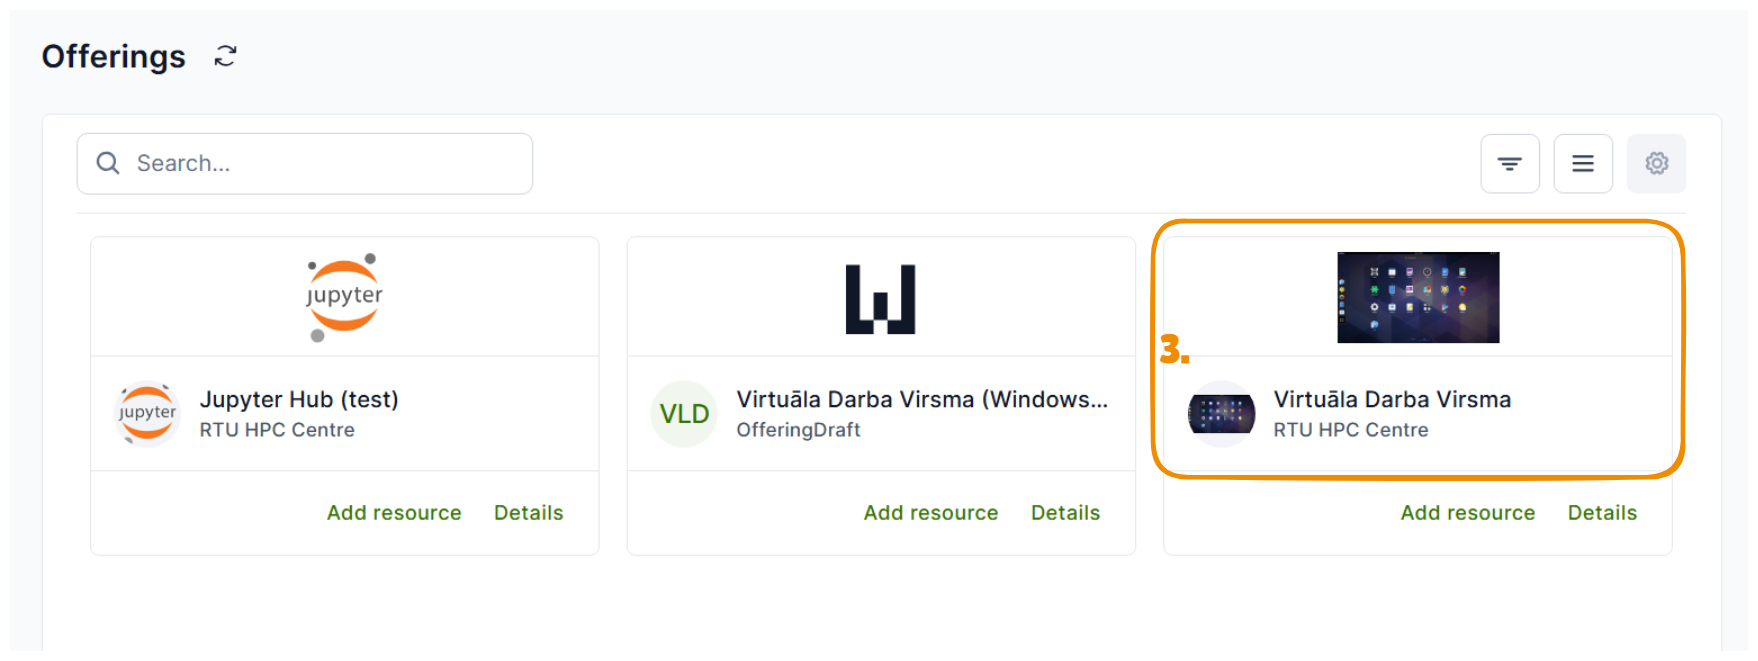 Offerings
Search...
jupyter
3.
jupyter
Jupyter Hub (test)
RTU HPC Centre
VLD
Virtuāla Darba Virsma (Windows...
OfferingDraft
Virtuāla Darba Virsma
RTU HPC Centre
Add resource
Details
Add resource
Details
Add resource
Details